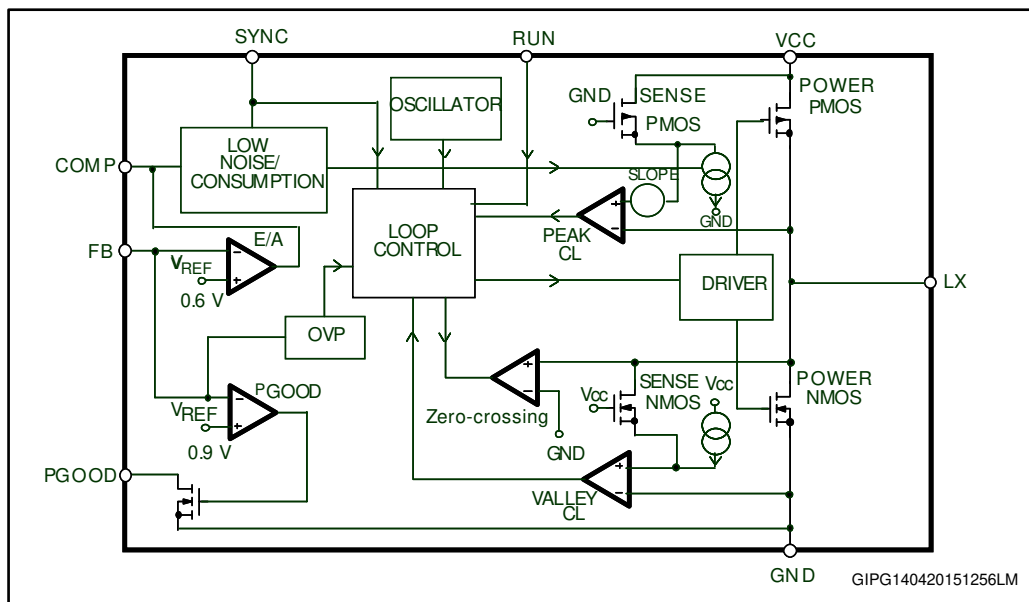 SYNC
RUN
VCC
OSCILLATOR
GND
SENSE
PMOS
POWER
PMOS
COMP
LOW
NOISE/
CONSUMPTION
SLOPE
GND
+
-
PEAK
CL
LOOP
CONTROL
FB
E/A
-
+
VREF
0.6 V
DRIVER
LX
OVP
PGOOD
-
+
VREF
0.9 V
+
-
Zero-crossing
GND
Vcc
SENSE
NMOS
Vcc
POWER
NMOS
PGOOD
+
-
VALLEY
CL
GND
GIPG140420151256LM